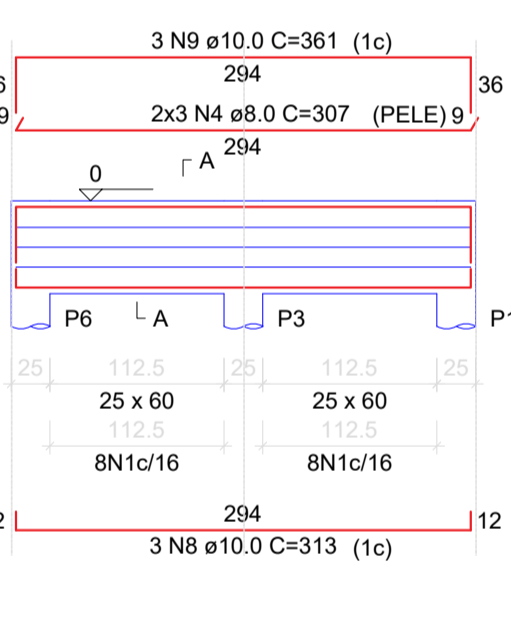 3 N9 ø10.0 C=361 (1c)
294
36
2x3 N4 ø8.0 C=307 (PELE) 9
9
294
A
0
P6
A
P3
25 112.5 25 112.5 25
25 x 60 25 x 60
112.5 112.5
8N1c/16 8N1c/16
294
12
3 N8 ø10.0 C=313 (1c)